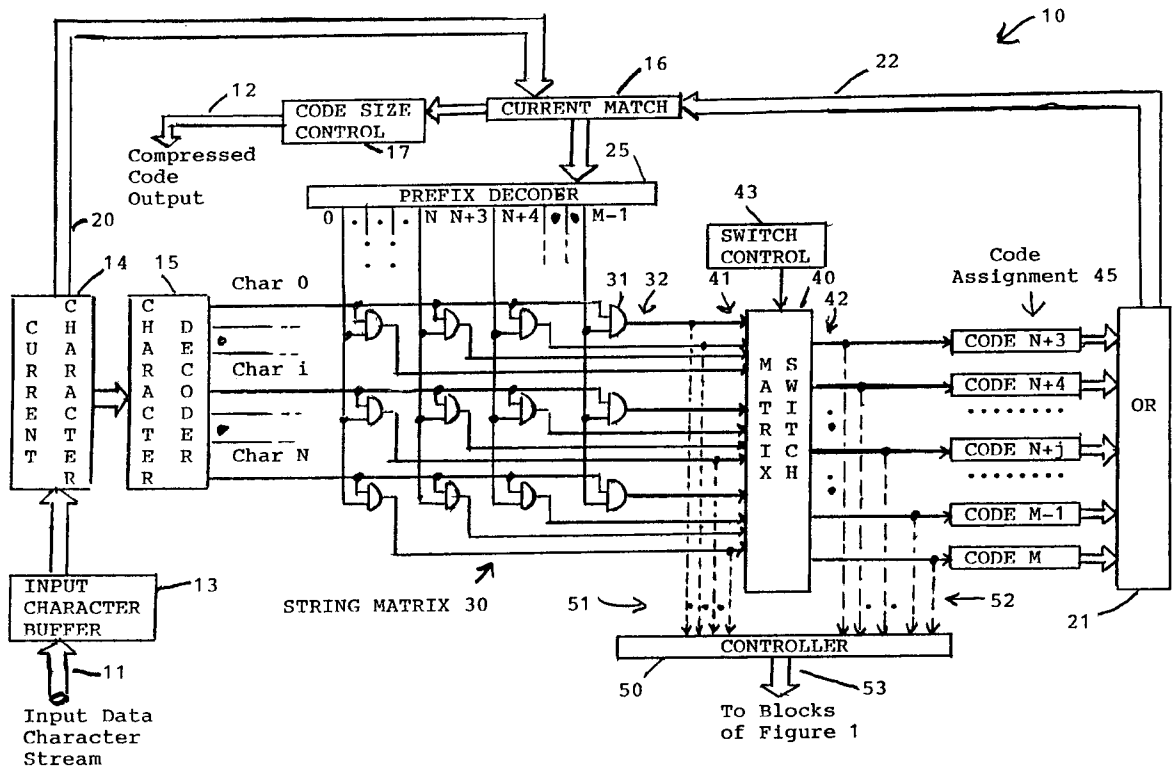 10
16
22
12
CURRENT MATCH
CODE SIZE
CONTROL
17
Compressed
Code
Output
25
PREFIX DECODER
0 . . . N N+3 N+4 . . M-1
43
SWITCH
CONTROL
20
14
15
Char 0
31
32
41
40
42
Code
Assignment 45
CURRENT
CHARACTER
CHARACTER
DECODER
Char i
Char N
MATRIX
SWITCH
CODE N+3
CODE N+4
. . . . . . . .
CODE N+j
. . . . . . . .
CODE M-1
CODE M
OR
21
INPUT
CHARACTER
BUFFER
13
STRING MATRIX 30
51
52
CONTROLLER
50
53
11
To Blocks
of Figure 1
Input Data
Character
Stream